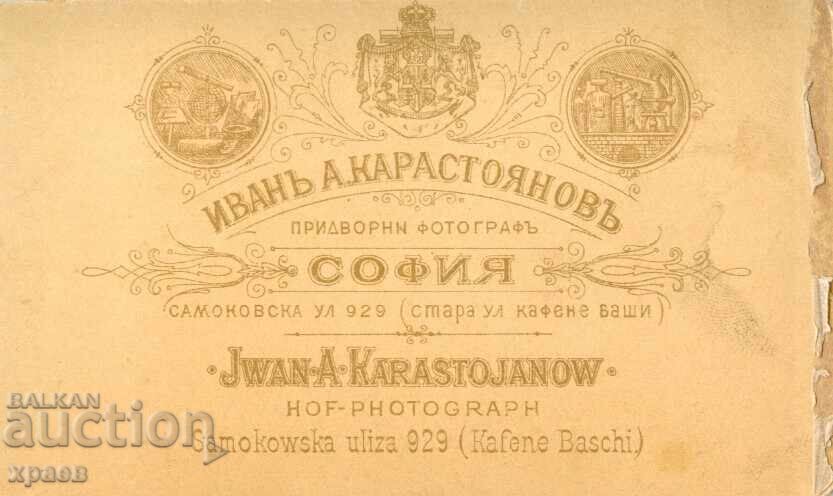 ИВАНЪ А.КАРАСТОЯНОВЪ
ПРИДВОРНИ ФОТОГРАФЪ
СОФИЯ
САМОКОВСКА УЛ 929 (стара ул кафене Баши)
·JWAN·A·KARASTOJANOW·
HOF-PHOTOGRAPH
Samokowska uliza 929 (Kafene Baschi.)
BALKAN
auction
храов